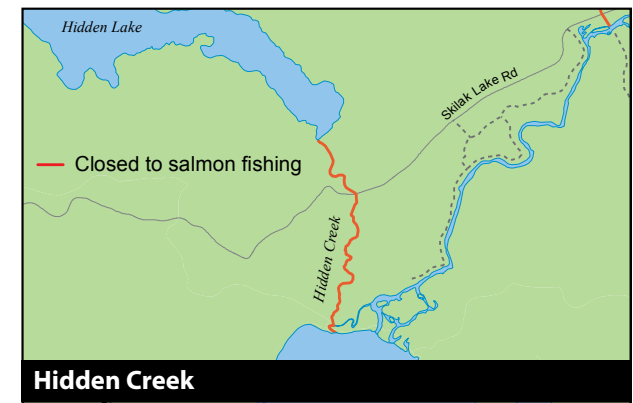 Hidden Lake
Skilak Lake Rd
Closed to salmon fishing
Hidden Creek
Hidden Creek